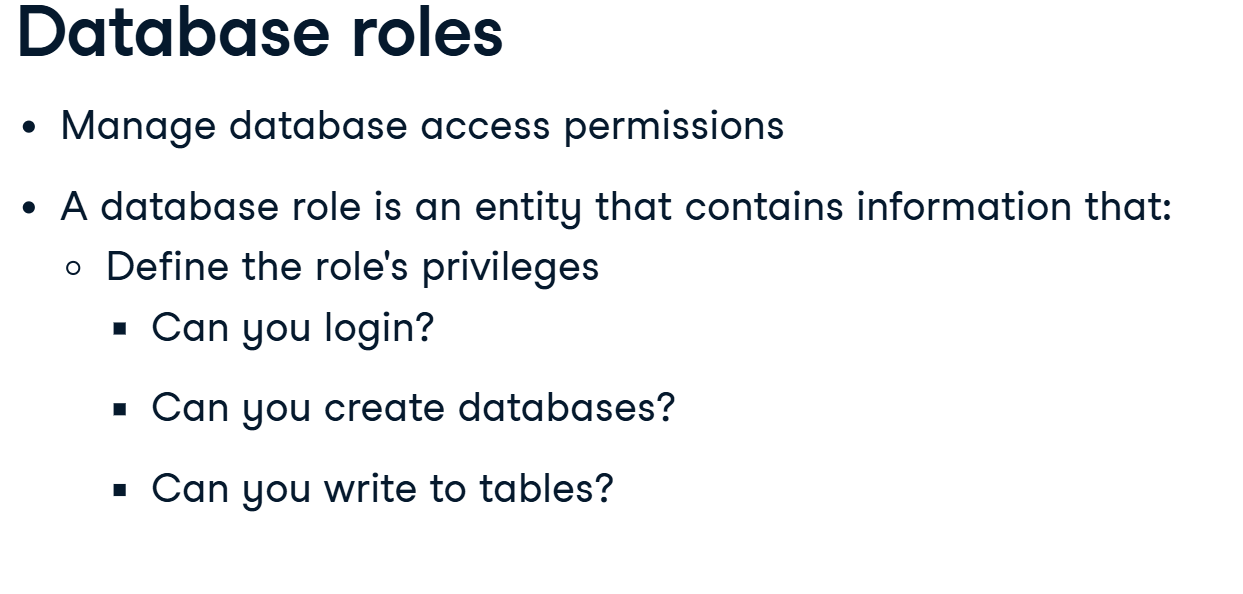 Database roles
• Manage database access permissions
• A database role is an entity that contains information that:
○ Define the role's privileges
▪ Can you login?
▪ Can you create databases?
▪ Can you write to tables?